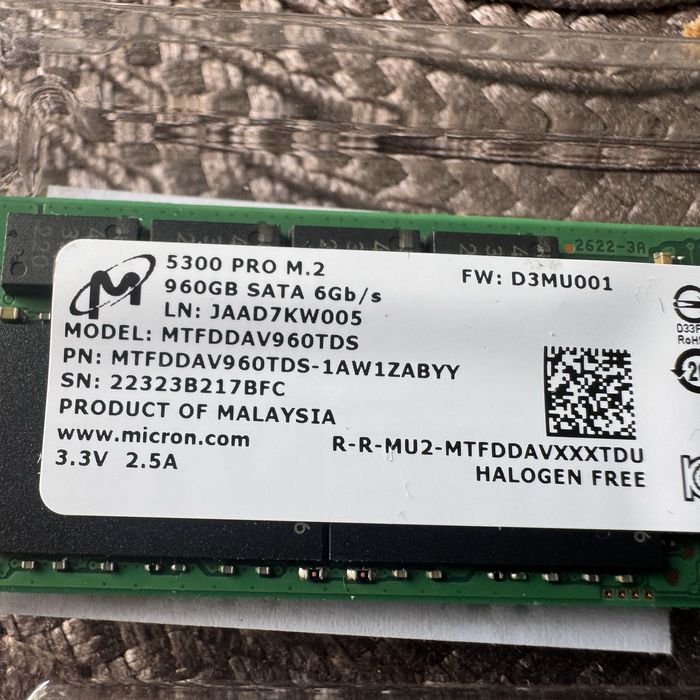 2622-3A
5300 PRO M.2
960GB SATA 6Gb/s
FW: D3MU001
LN: JAAD7KW005
MODEL: MTFDDAV960TDS
PN: MTFDDAV960TDS-1AW1ZABYY
SN: 22323B217BFC
PRODUCT OF MALAYSIA
www.micron.com
R-R-MU2-MTFDDAVXXXTDU
3.3V 2.5A
HALOGEN FREE